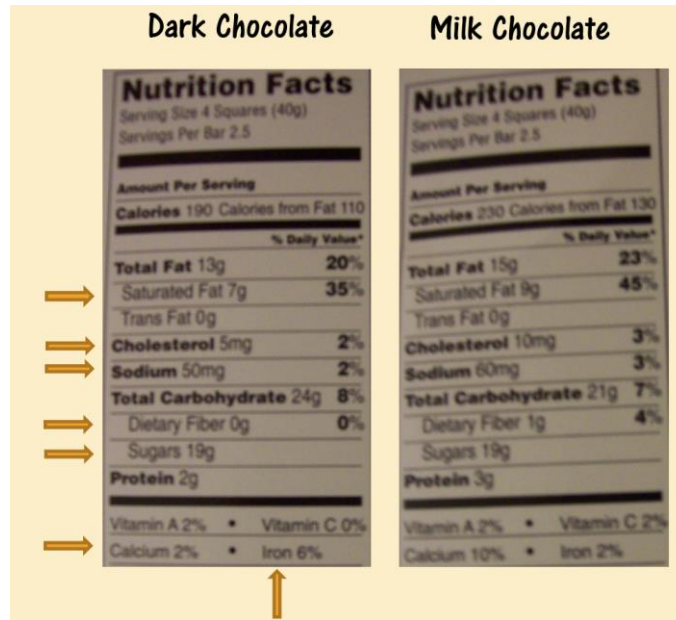 Dark Chocolate
Nutrition Facts
Serving Size 4 Squares (40g)
Servings Per Bar 2.5
Amount Per Serving
Calories 190 Calories from Fat 110
% Daily Value*
Total Fat 13g 20%
Saturated Fat 7g 35%
Trans Fat 0g
Cholesterol 5mg 2%
Sodium 50mg 2%
Total Carbohydrate 24g 8%
Dietary Fiber 0g 0%
Sugars 19g
Protein 2g
Vitamin A 2% • Vitamin C 0%
Calcium 2% • Iron 6%
Milk Chocolate
Nutrition Facts
Serving Size 4 Squares (40g)
Servings Per Bar 2.5
Amount Per Serving
Calories 230 Calories from Fat 130
% Daily Value*
Total Fat 15g 23%
Saturated Fat 9g 45%
Trans Fat 0g
Cholesterol 10mg 3%
Sodium 60mg 3%
Total Carbohydrate 21g 7%
Dietary Fiber 1g 4%
Sugars 19g
Protein 3g
Vitamin A 2% • Vitamin C 2%
Calcium 10% • Iron 2%